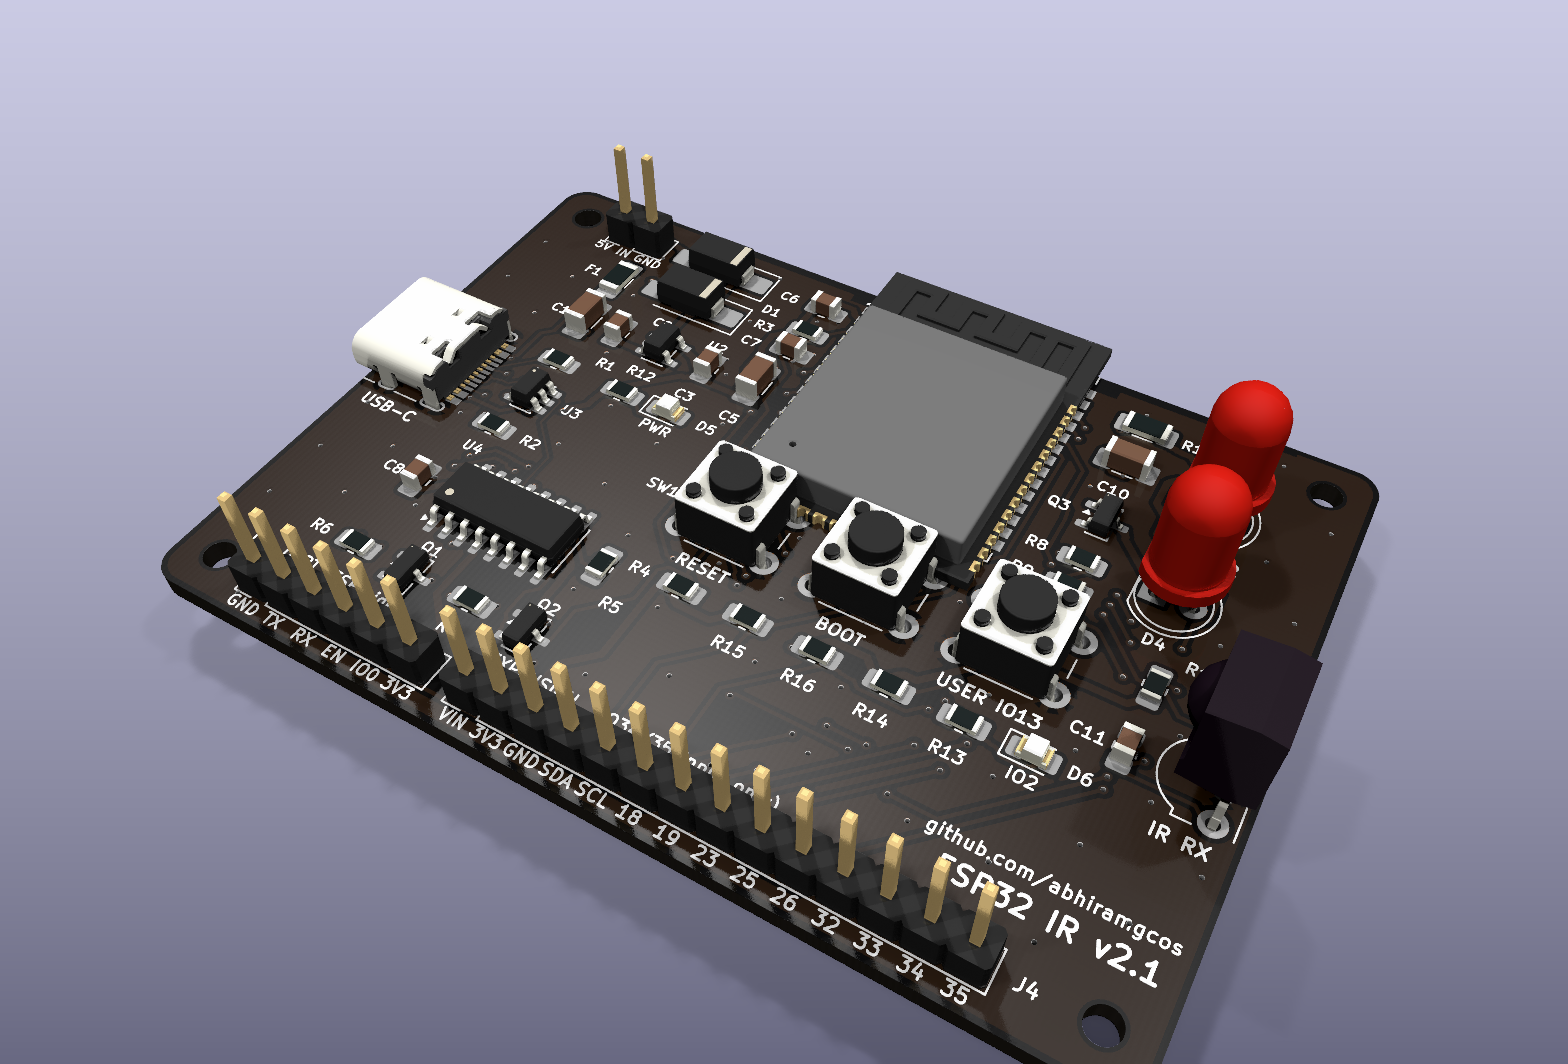 5V IN GND
F1
D1
C6
R3
C7
R1
R12
C3
C5
D5
PWR
U3
R2
USB-C
U4
C8
R6
Q1
R4
R5
Q2
RESET
BOOT
USER IO13
R15
R16
R14
R13
IO2
D6
C10
Q3
R8
D4
C11
IR RX
GND TX RX EN IO0 3V3
VIN 3V3 GND SDA SCL 18 19 23 25 26 32 33 34 35
J4
github.com/abhiramgcos
ESP32 IR v2.1